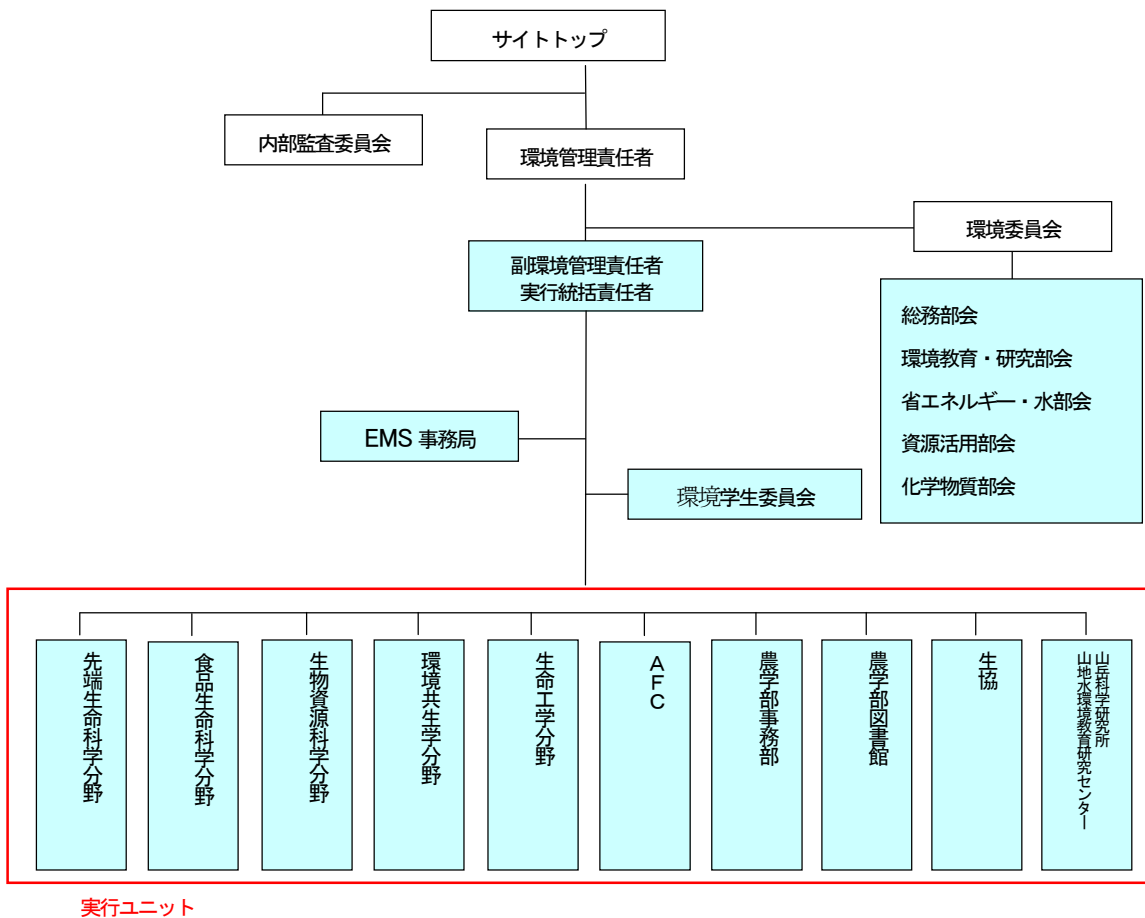 サイトトップ
内部監査委員会
環境管理責任者
環境委員会
副環境管理責任者
実行統括責任者
総務部会
環境教育・研究部会
省エネルギー・水部会
資源活用部会
化学物質部会
EMS 事務局
環境学生委員会
先端生命科学分野
食品生命科学分野
生物資源科学分野
環境共生学分野
生命工学分野
AFC
農学部事務部
農学部図書館
生協
山岳科学研究所
山地水環境教育研究センター
実行ユニット